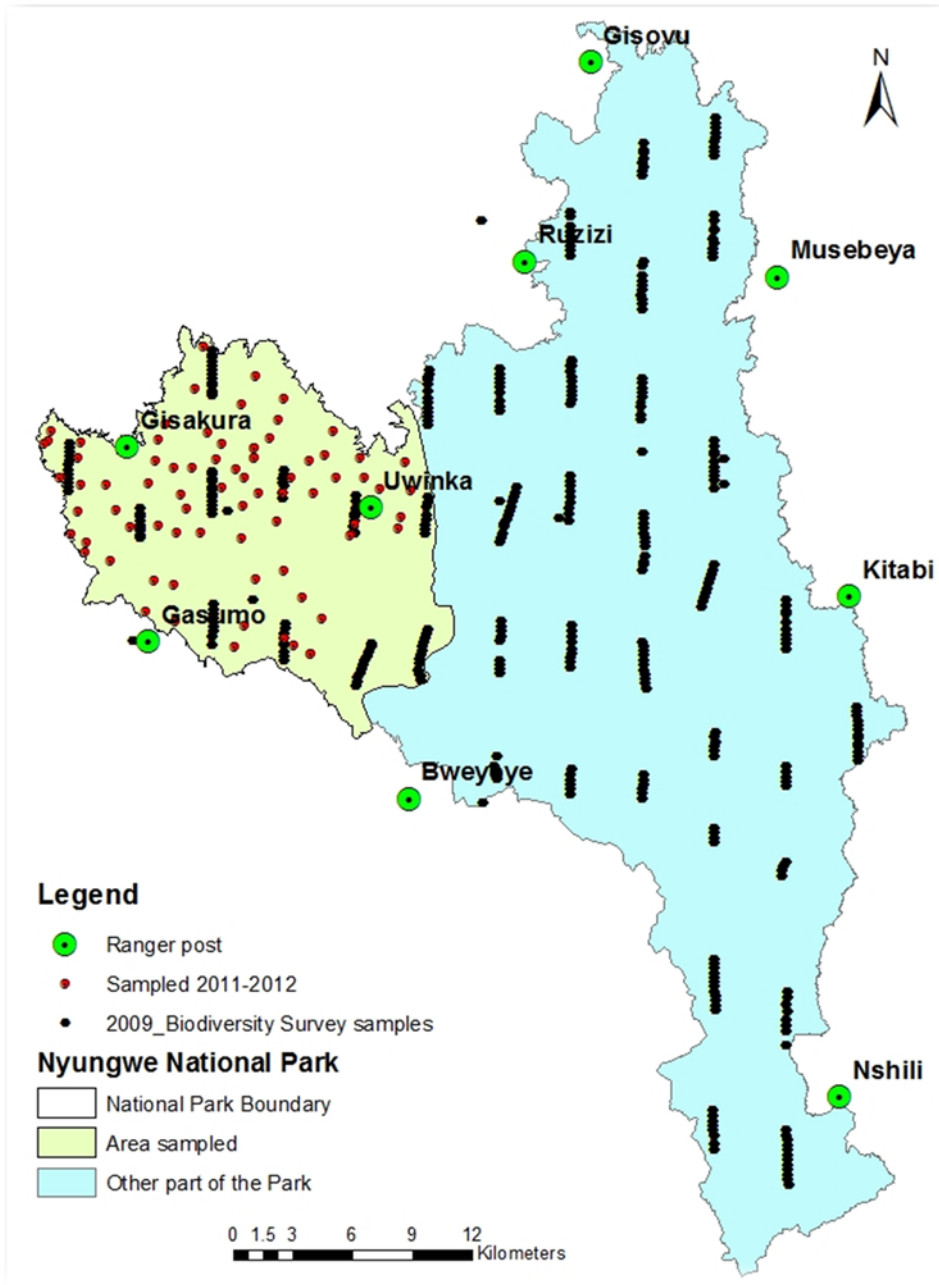 Gisovu
N
Ruzizi
Musebeya
Gisakura
Uwinka
Kitabi
Gasumo
Bweyeye
Legend
Ranger post
Sampled 2011-2012
2009_Biodiversity Survey samples
Nyungwe National Park
National Park Boundary
Area sampled
Other part of the Park
Nshili
0 1.5 3 6 9 12
Kilometers